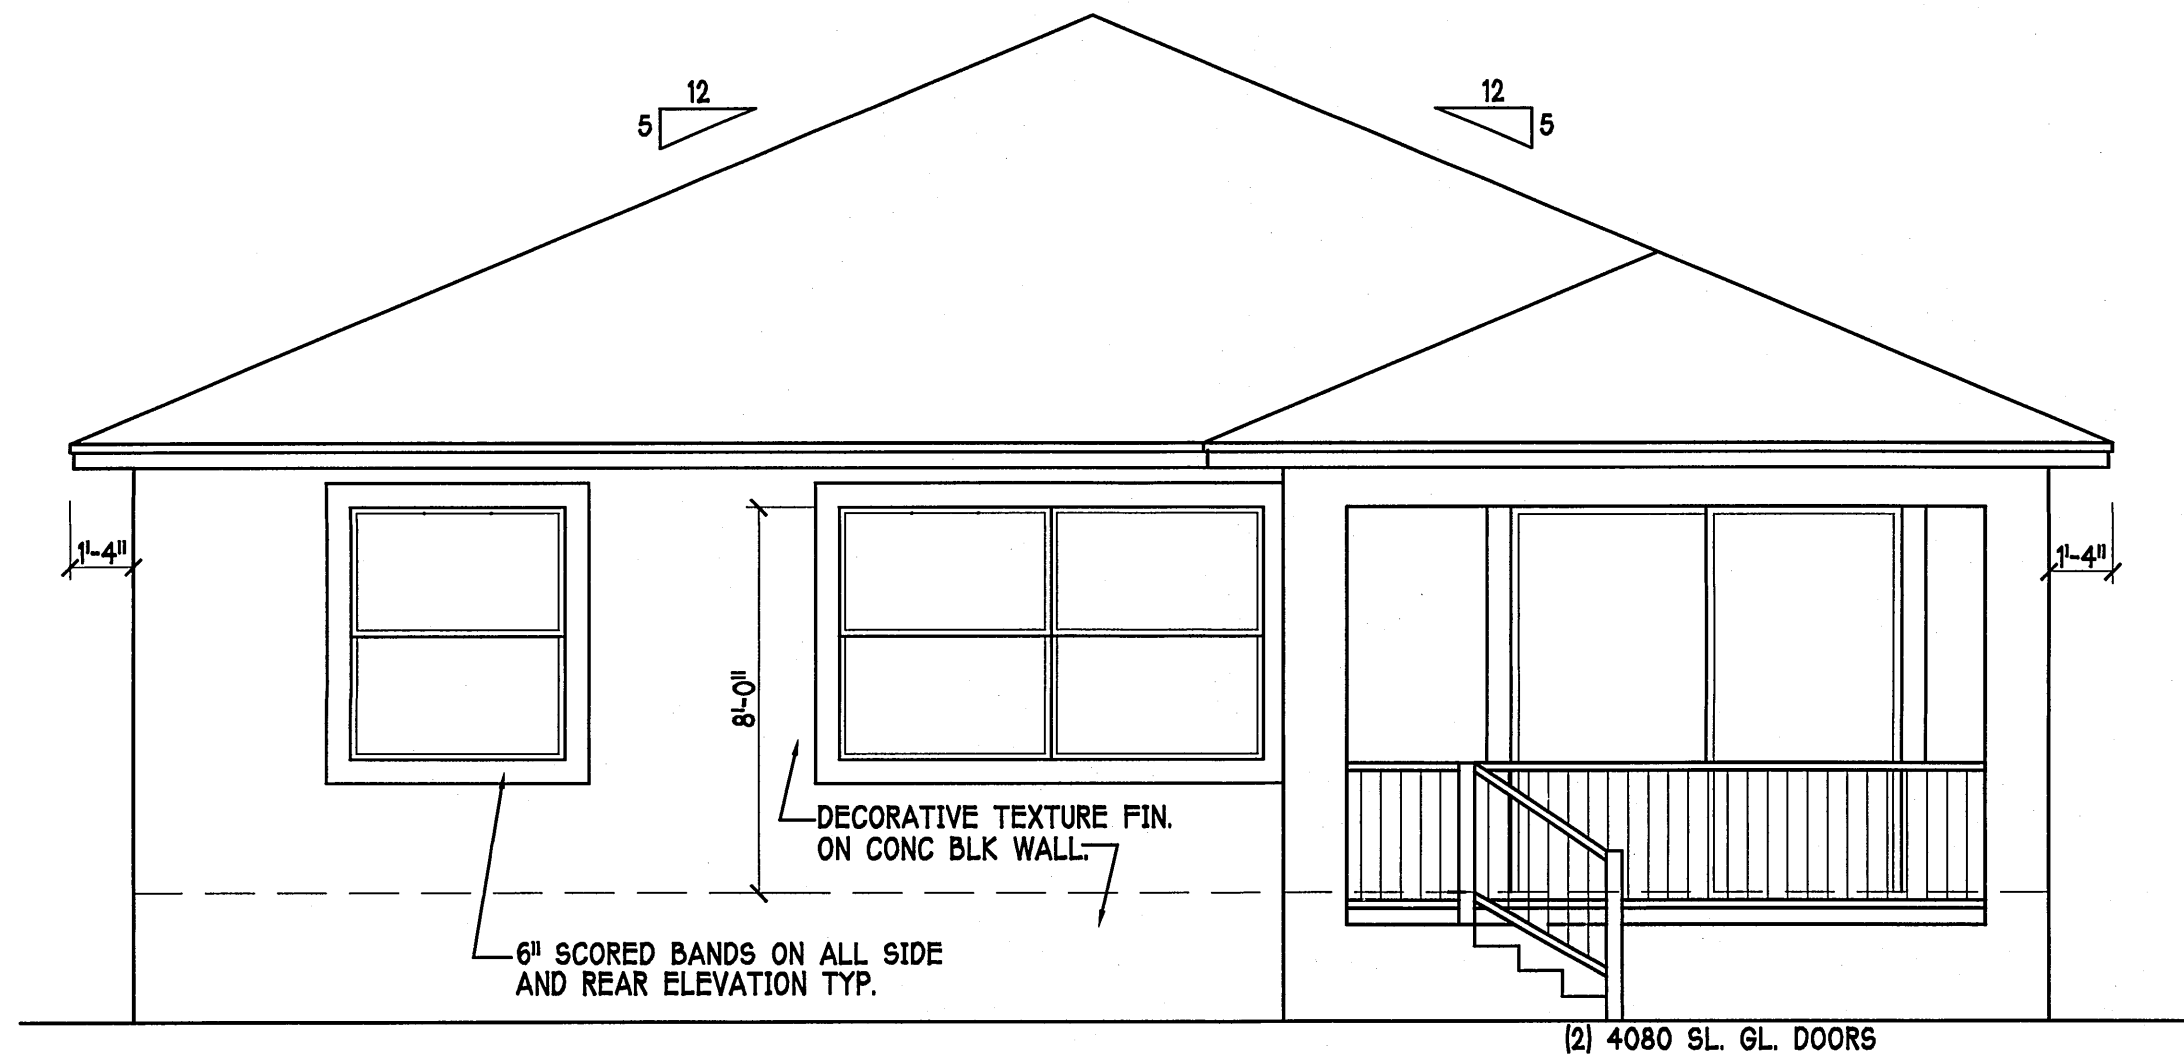 12
5
12
5
1'-4"
1'-4"
8'-0"
DECORATIVE TEXTURE FIN.
ON CONC BLK WALL.
6" SCORED BANDS ON ALL SIDE
AND REAR ELEVATION TYP.
(2) 4080 SL. GL. DOORS